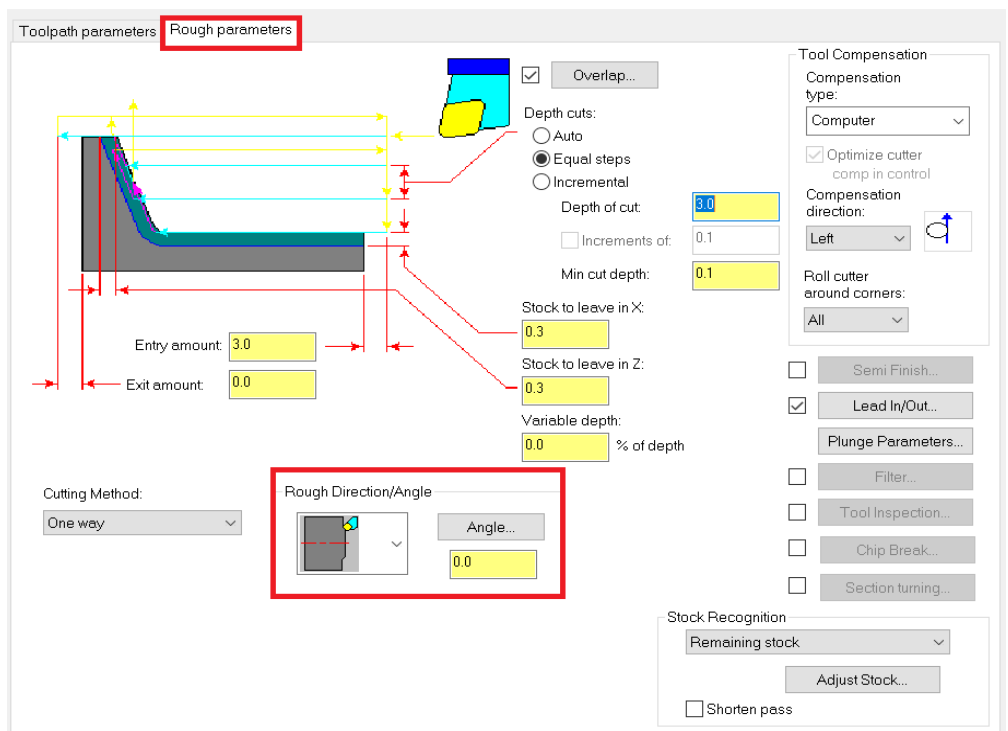 Toolpath parameters
Rough parameters
Overlap...
Depth cuts:
Auto
Equal steps
Incremental
Depth of cut:
3.0
Increments of:
0.1
Min cut depth:
0.1
Stock to leave in X:
0.3
Stock to leave in Z:
0.3
Variable depth:
0.0
% of depth
Entry amount:
3.0
Exit amount:
0.0
Cutting Method:
One way
Rough Direction/Angle
Angle...
0.0
Tool Compensation
Compensation
type:
Computer
Optimize cutter
comp in control
Compensation
direction:
Left
Roll cutter
around corners:
All
Semi Finish...
Lead In/Out...
Plunge Parameters...
Filter...
Tool Inspection...
Chip Break...
Section turning...
Stock Recognition
Remaining stock
Adjust Stock...
Shorten pass